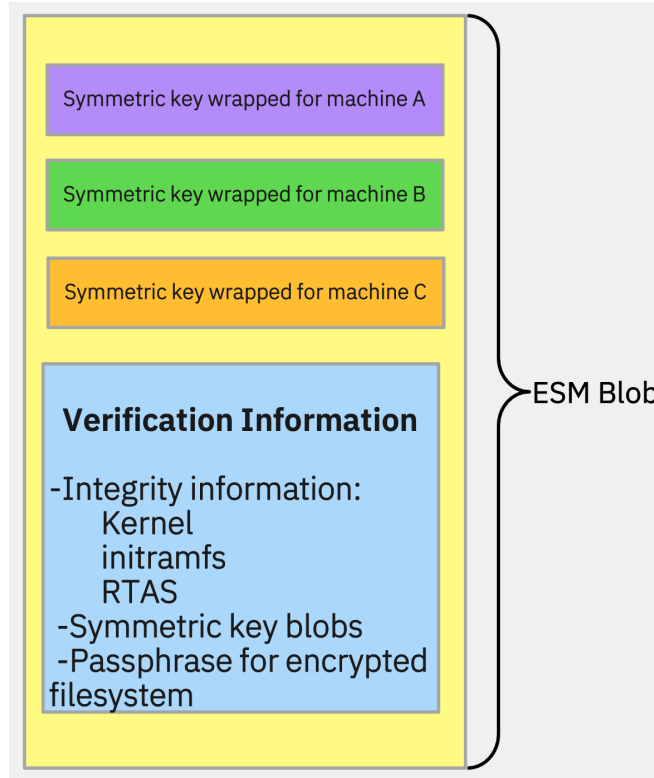 Symmetric key wrapped for machine A
Symmetric key wrapped for machine B
Symmetric key wrapped for machine C
ESM Blob
Verification Information
-Integrity information:
Kernel
initramfs
RTAS
-Symmetric key blobs
-Passphrase for encrypted
filesystem